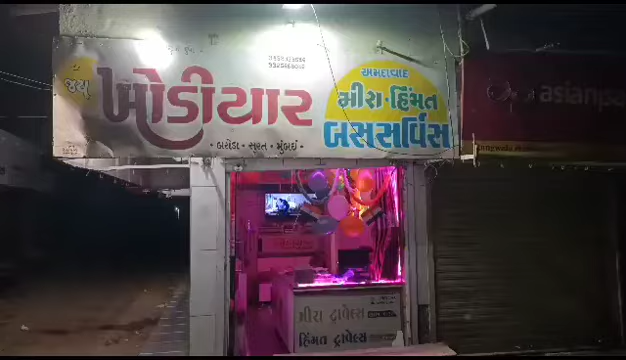 જય
ખોડીયાર
અમદાવાદ
મીરા હિંમત
બસસર્વિસ
• બરોડા • સુરત • મુંબઈ •
asianpa
મીરા ટ્રાવેલ્સ
હિંમત ટ્રાવેલ્સ